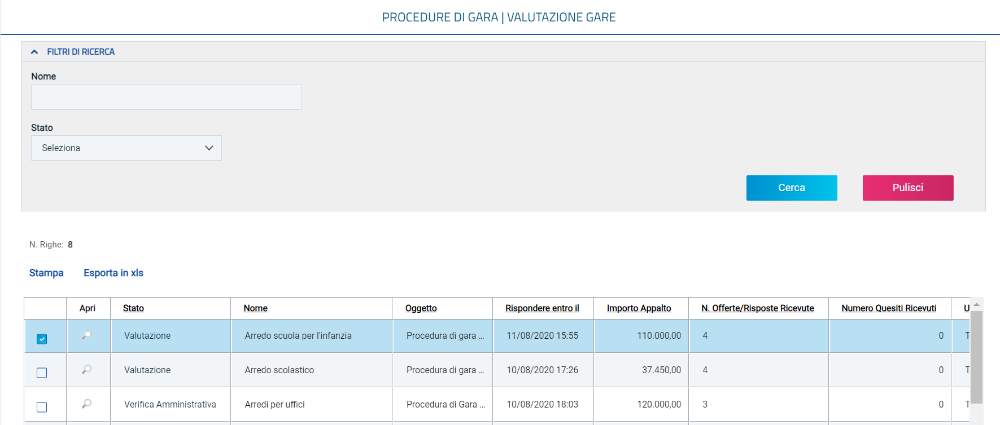 PROCEDURE DI GARA | VALUTAZIONE GARE
FILTRI DI RICERCA
Nome
Stato
Seleziona
Cerca Pulisci
N. Righe: 8
Stampa Esporta in xls
Apri Stato Nome Oggetto Rispondere entro il Importo Appalto N. Offerte/Risposte Ricevute Numero Quesiti Ricevuti U
Valutazione Arredo scuola per l'infanzia Procedura di gara ... 11/08/2020 15:55 110.000,00 4 0 T
Valutazione Arredo scolastico Procedura di gara ... 10/08/2020 17:26 37.450,00 4 0 T
Verifica Amministrativa Arredi per uffici Procedura di Gara ... 10/08/2020 18:03 120.000,00 3 0 T